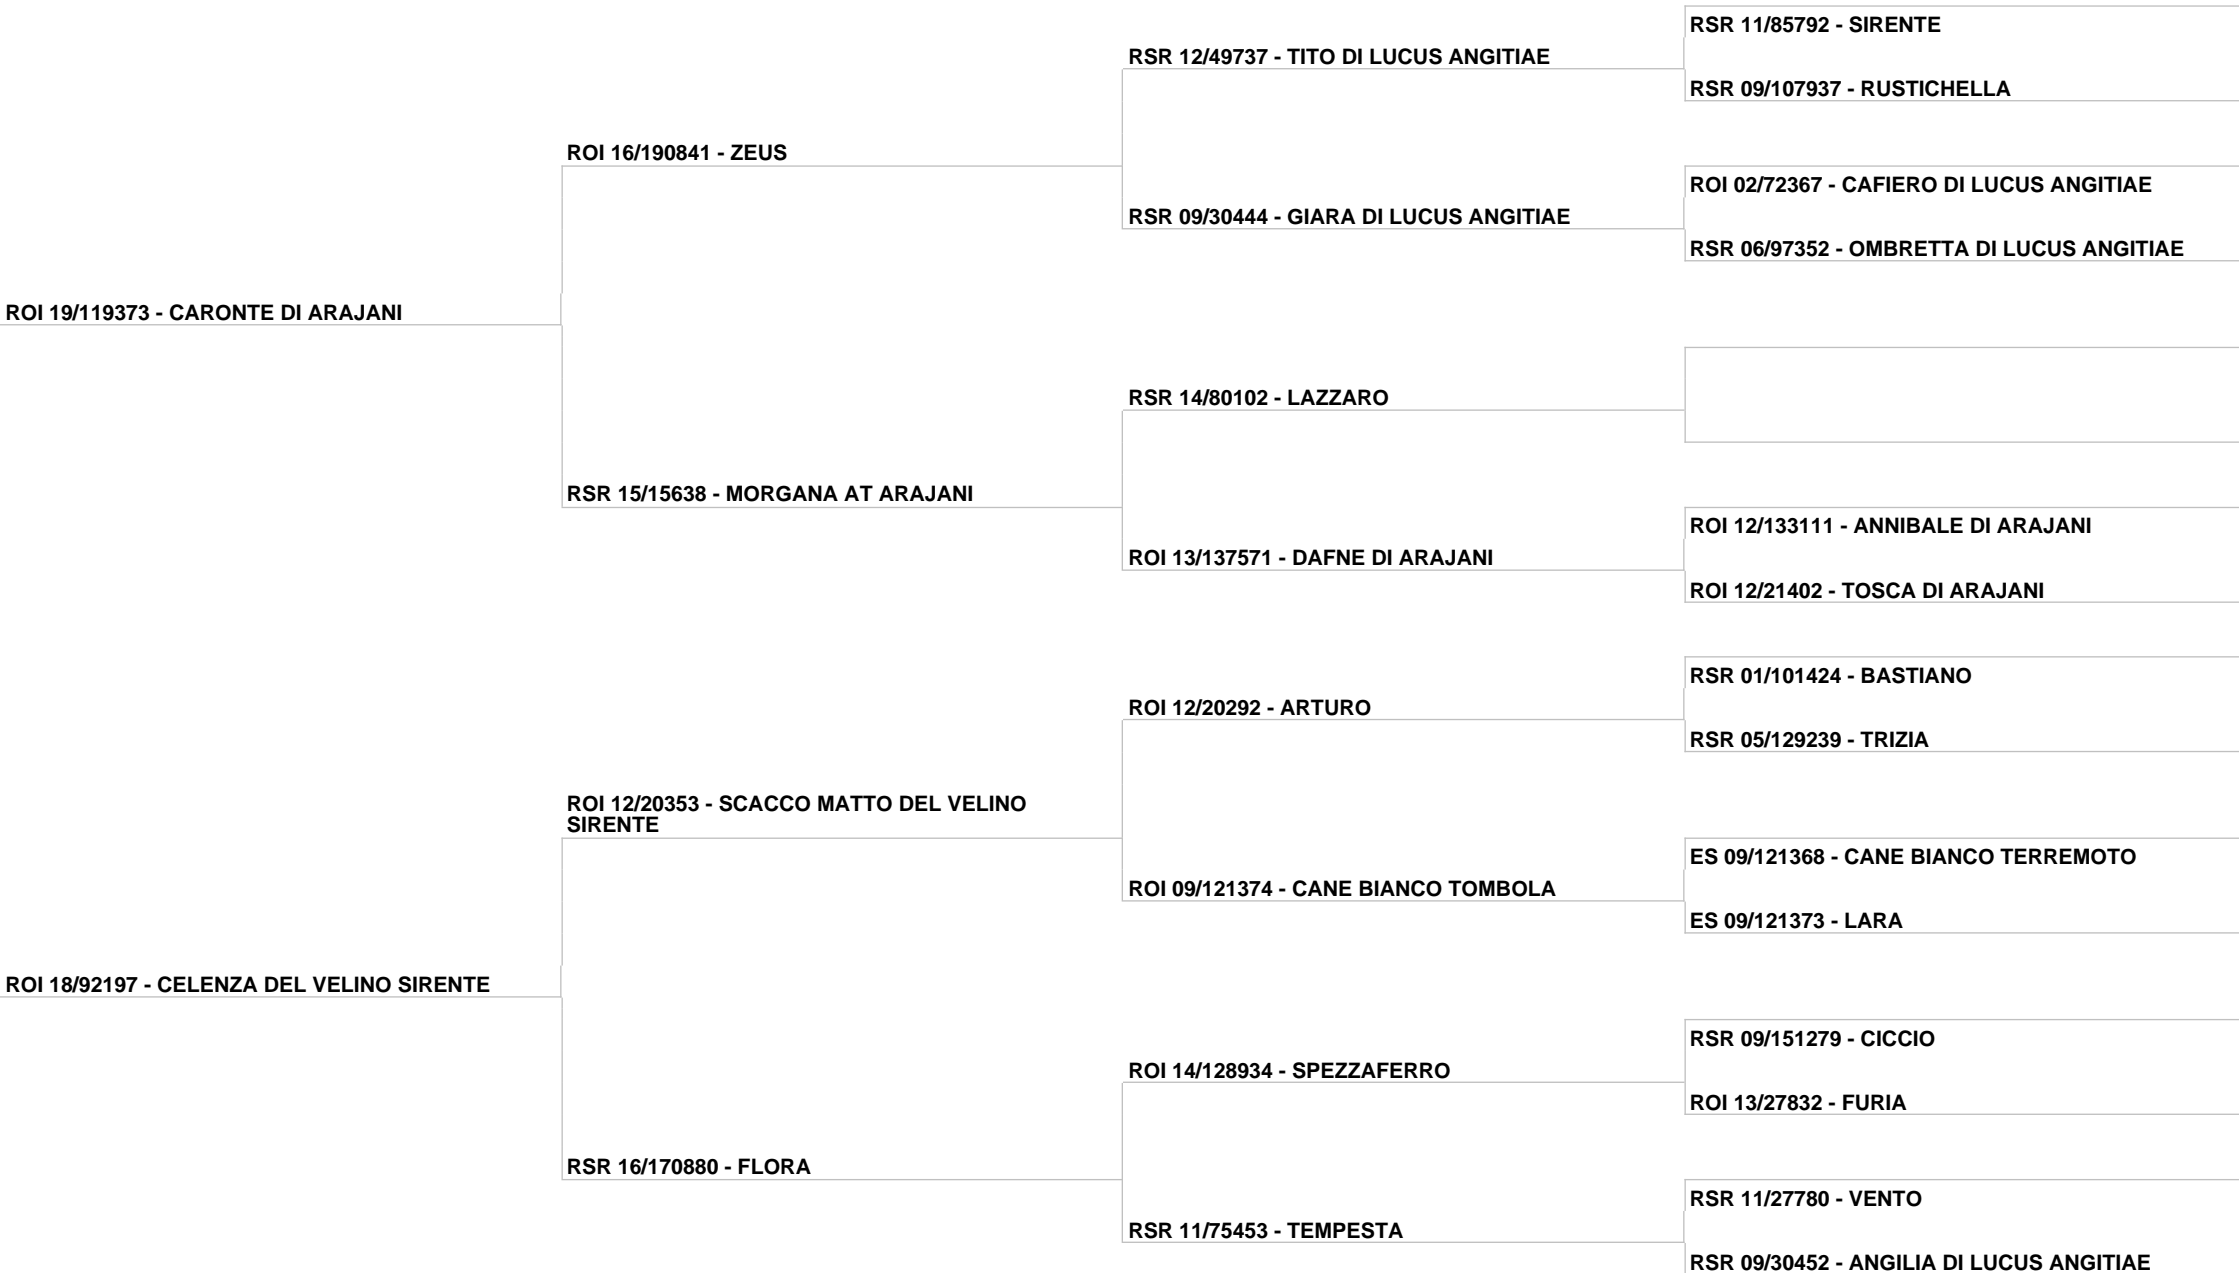 RSR 11/85792 - SIRENTE
RSR 12/49737 - TITO DI LUCUS ANGITIAE
RSR 09/107937 - RUSTICHELLA
ROI 16/190841 - ZEUS
ROI 02/72367 - CAFIERO DI LUCUS ANGITIAE
RSR 09/30444 - GIARA DI LUCUS ANGITIAE
RSR 06/97352 - OMBRETTA DI LUCUS ANGITIAE
ROI 19/119373 - CARONTE DI ARAJANI
RSR 14/80102 - LAZZARO
RSR 15/15638 - MORGANA AT ARAJANI
ROI 12/133111 - ANNIBALE DI ARAJANI
ROI 13/137571 - DAFNE DI ARAJANI
ROI 12/21402 - TOSCA DI ARAJANI
RSR 01/101424 - BASTIANO
ROI 12/20292 - ARTURO
RSR 05/129239 - TRIZIA
ROI 12/20353 - SCACCO MATTO DEL VELINO
SIRENTE
ES 09/121368 - CANE BIANCO TERREMOTO
ROI 09/121374 - CANE BIANCO TOMBOLA
ES 09/121373 - LARA
ROI 18/92197 - CELENZA DEL VELINO SIRENTE
RSR 09/151279 - CICCIO
ROI 14/128934 - SPEZZAFERRO
ROI 13/27832 - FURIA
RSR 16/170880 - FLORA
RSR 11/27780 - VENTO
RSR 11/75453 - TEMPESTA
RSR 09/30452 - ANGILIA DI LUCUS ANGITIAE